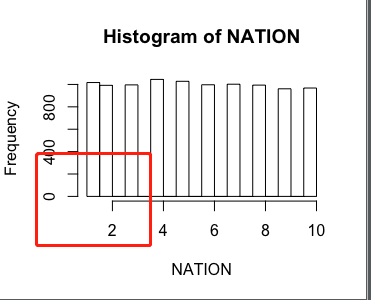 Histogram of NATION
Frequency
800
400
0
2 4 6 8 10
NATION